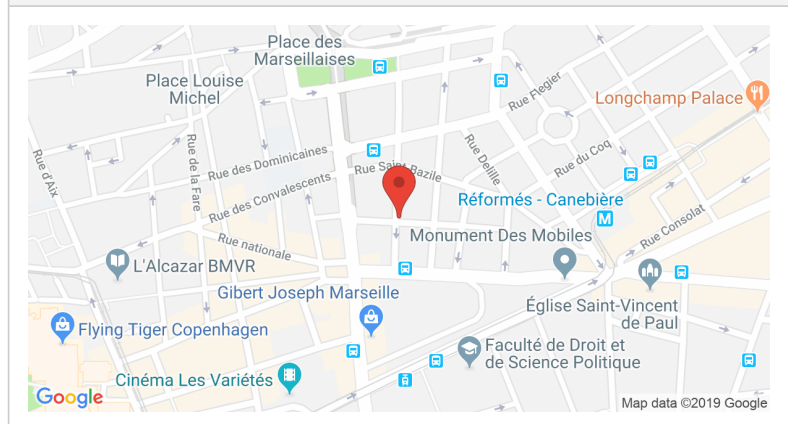 Place des
Marseillaises
Place Louise
Michel
Longchamp Palace
Rue Flegier
Rue d'Aix
Rue de la Fare
Rue des Dominicaines
Rue Saint-Bazile
Rue Delille
Rue du Coq
Rue des Convalescents
Réformés - Canebière
M
Rue Consolat
Rue nationale
Monument Des Mobiles
L'Alcazar BMVR
Gibert Joseph Marseille
Église Saint-Vincent
de Paul
Flying Tiger Copenhagen
Faculté de Droit et
de Science Politique
Cinéma Les Variétés
Google
Map data ©2019 Google